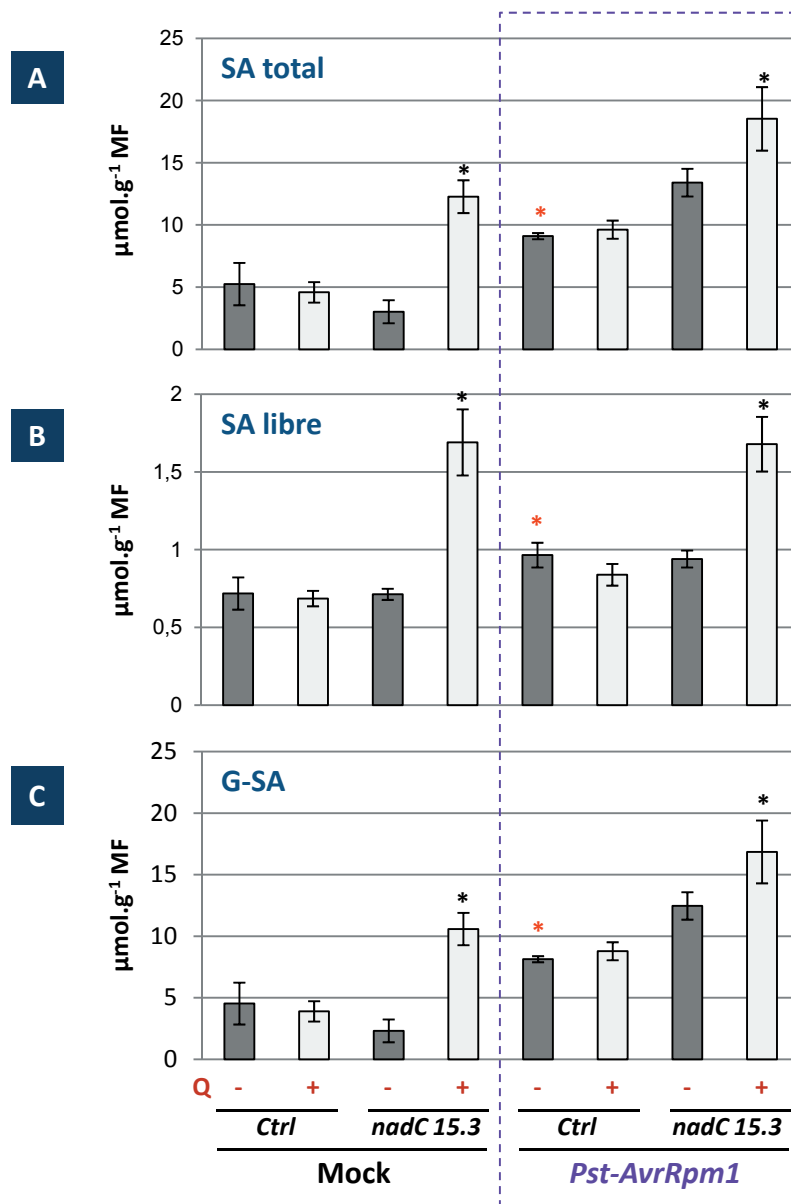 A
SA total
µmol.g⁻¹ MF
25
20
15
10
5
0
*
*
*
B
SA libre
µmol.g⁻¹ MF
2
1,5
1
0,5
0
*
*
*
C
G-SA
µmol.g⁻¹ MF
25
20
15
10
5
0
*
*
*
Q - + - + - + - +
Ctrl nadC 15.3 Ctrl nadC 15.3
Mock Pst-AvrRpm1